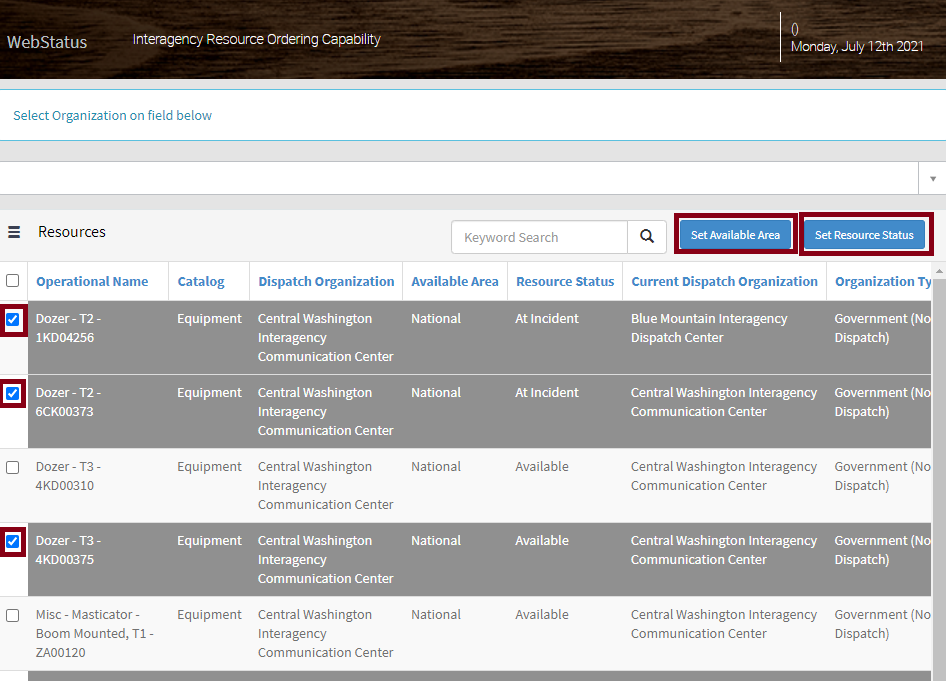 WebStatus
Interagency Resource Ordering Capability
()
Monday, July 12th 2021
Select Organization on field below
Resources
Keyword Search
Set Available Area
Set Resource Status
Operational Name Catalog Dispatch Organization Available Area Resource Status Current Dispatch Organization Organization Ty
Dozer - T2 - Equipment Central Washington National At Incident Blue Mountain Interagency Government (No
1KD04256 Interagency Dispatch Center Dispatch)
Communication Center
Dozer - T2 - Equipment Central Washington National At Incident Central Washington Interagency Government (No
6CK00373 Interagency Communication Center Dispatch)
Communication Center
Dozer - T3 - Equipment Central Washington National Available Central Washington Interagency Government (No
4KD00310 Interagency Communication Center Dispatch)
Communication Center
Dozer - T3 - Equipment Central Washington National Available Central Washington Interagency Government (No
4KD00375 Interagency Communication Center Dispatch)
Communication Center
Misc - Masticator - Equipment Central Washington National Available Central Washington Interagency Government (No
Boom Mounted, T1 - Interagency Communication Center Dispatch)
ZA00120 Communication Center